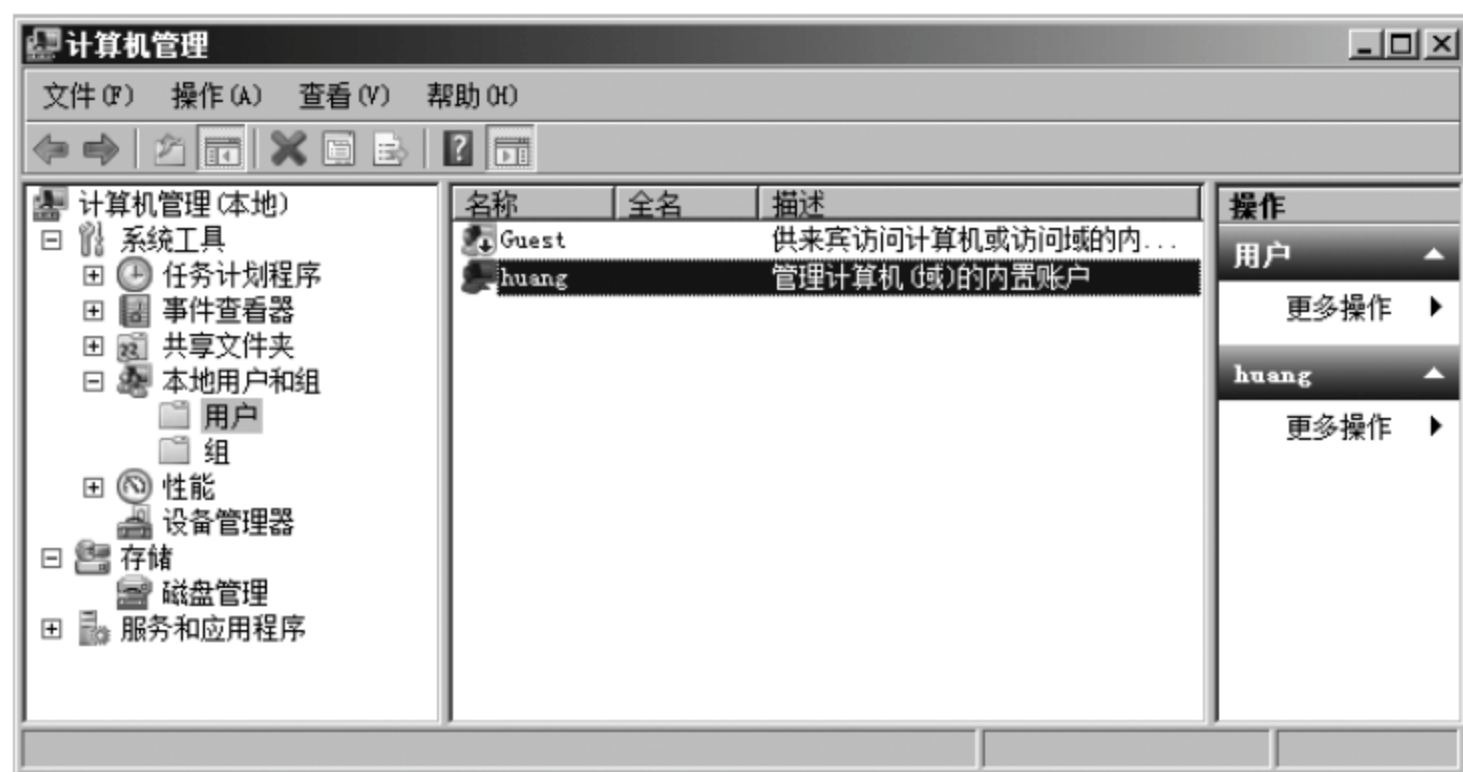 计算机管理
文件(F) 操作(A) 查看(V) 帮助(H)
计算机管理(本地)
系统工具
任务计划程序
事件查看器
共享文件夹
本地用户和组
用户
组
性能
设备管理器
存储
磁盘管理
服务和应用程序
名称 全名 描述
Guest 供来宾访问计算机或访问域的内...
huang 管理计算机(域)的内置账户
操作
用户
更多操作
huang
更多操作